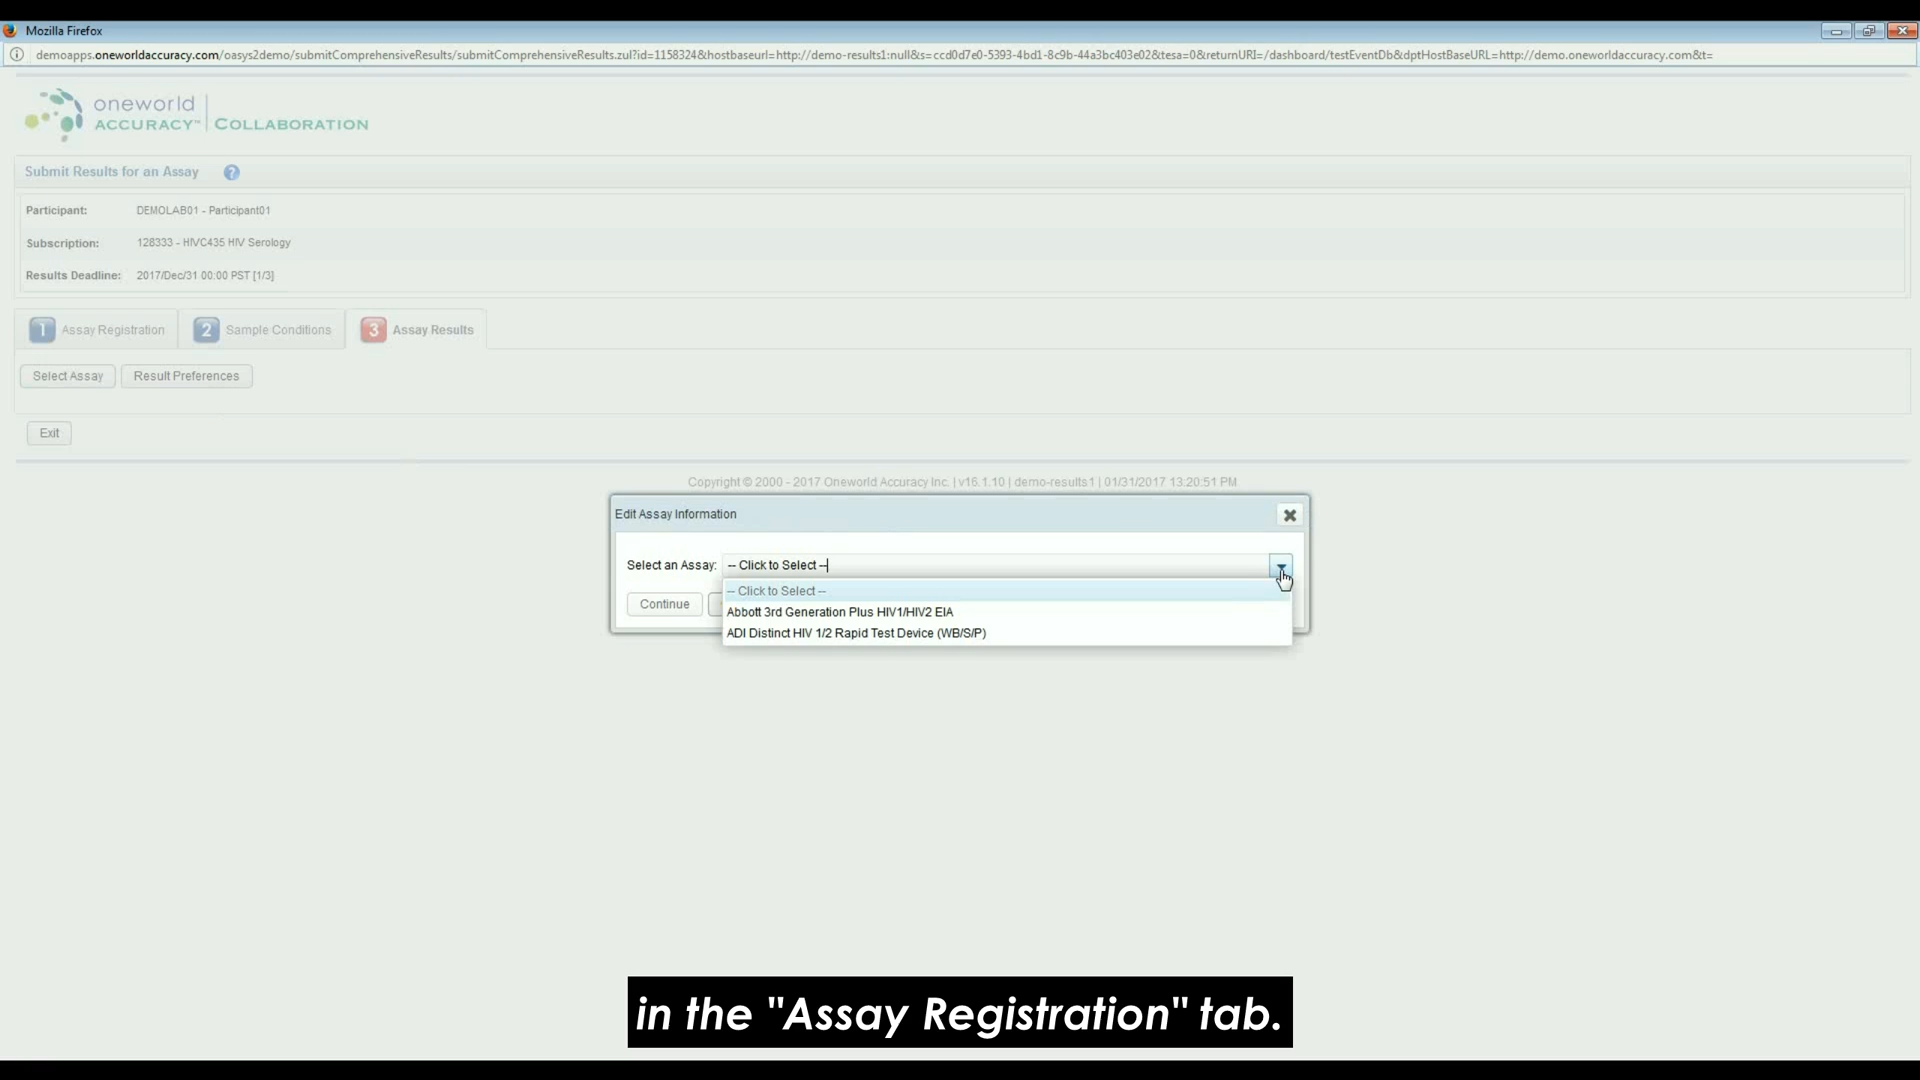 Mozilla Firefox
demoapps.oneworldaccuracy.com/oasys2demo/submitComprehensiveResults/submitComprehensiveResults.zul?id=1158324&hostbaseurl=http://demo-results1:null&s=ccd0d7e0-5393-4bd1-8c9b-44a3bc403e02&tesa=0&returnURI=/dashboard/testEventDb&dptHostBaseURL=http://demo.oneworldaccuracy.com&t=
oneworld
ACCURACY™ COLLABORATION
Submit Results for an Assay ?
Participant: DEMOLAB01 - Participant01
Subscription: 128333 - HIVC435 HIV Serology
Results Deadline: 2017/Dec/31 00:00 PST [1/3]
1 Assay Registration 2 Sample Conditions 3 Assay Results
Select Assay Result Preferences
Exit
Copyright © 2000 - 2017 Oneworld Accuracy Inc. | v16.1.10 | demo-results1 | 01/31/2017 13:20:51 PM
Edit Assay Information
Select an Assay: -- Click to Select --
-- Click to Select --
Continue
Abbott 3rd Generation Plus HIV1/HIV2 EIA
ADI Distinct HIV 1/2 Rapid Test Device (WB/S/P)
in the "Assay Registration" tab.